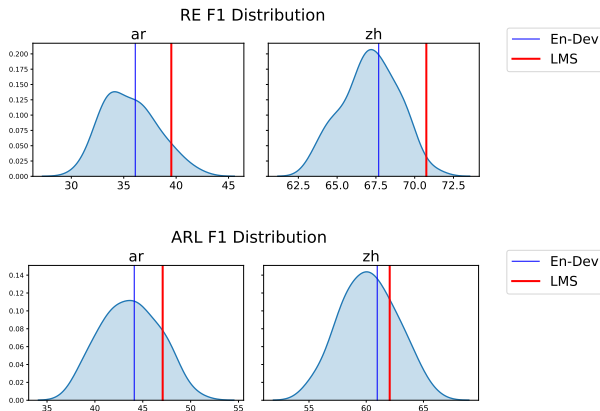 RE F1 Distribution
ar
zh
En-Dev
LMS
0.200
0.175
0.150
0.125
0.100
0.075
0.050
0.025
0.000
30 35 40 45
62.5 65.0 67.5 70.0 72.5
ARL F1 Distribution
ar
zh
En-Dev
LMS
0.14
0.12
0.10
0.08
0.06
0.04
0.02
0.00
35 40 45 50 55
55 60 65